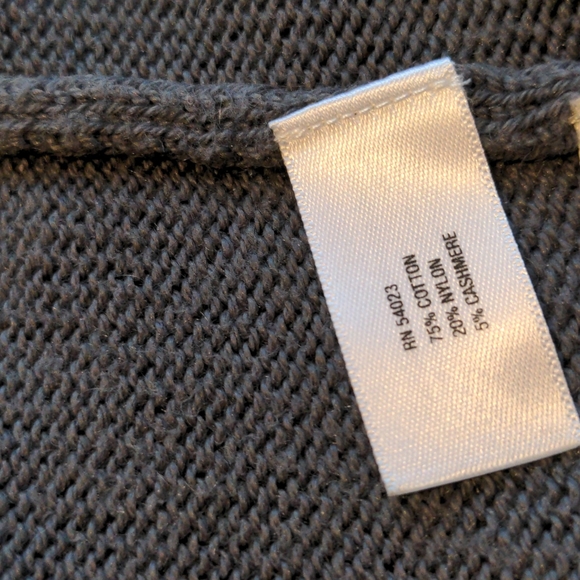 RN 54023
75% COTTON
20% NYLON
5% CASHMERE